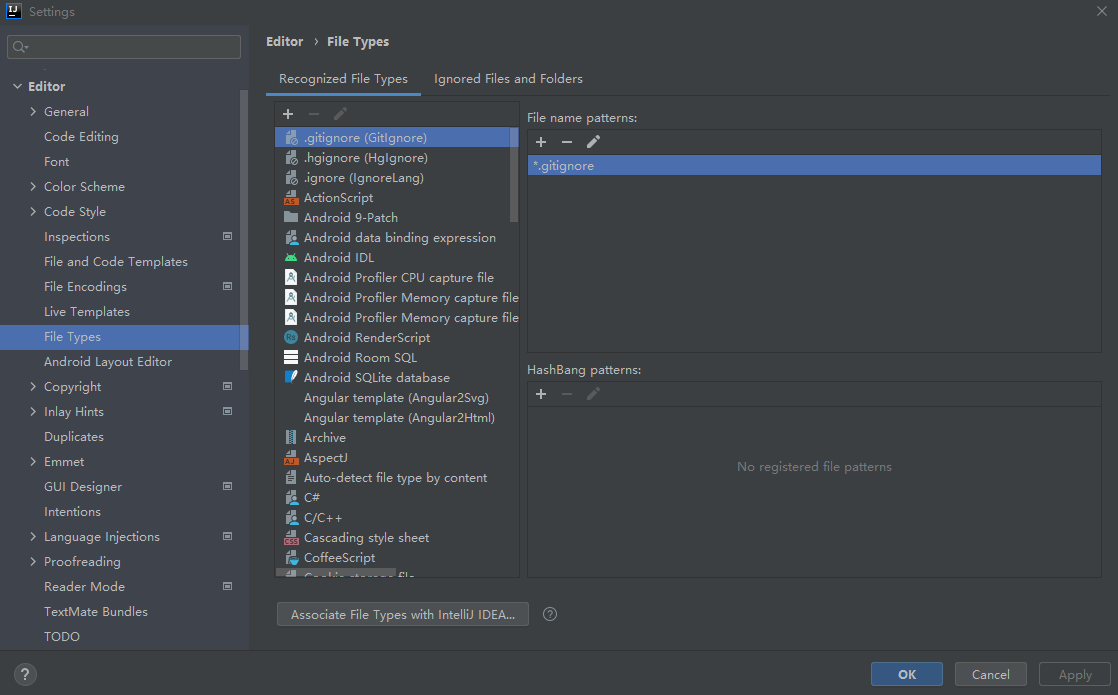 Settings
Editor › File Types
Recognized File Types
Ignored Files and Folders
Editor
General
Code Editing
Font
Color Scheme
Code Style
Inspections
File and Code Templates
File Encodings
Live Templates
File Types
Android Layout Editor
Copyright
Inlay Hints
Duplicates
Emmet
GUI Designer
Intentions
Language Injections
Proofreading
Reader Mode
TextMate Bundles
TODO
.gitignore (GitIgnore)
.hgignore (HgIgnore)
.ignore (IgnoreLang)
ActionScript
Android 9-Patch
Android data binding expression
Android IDL
Android Profiler CPU capture file
Android Profiler Memory capture file
Android Profiler Memory capture file
Android RenderScript
Android Room SQL
Android SQLite database
Angular template (Angular2Svg)
Angular template (Angular2Html)
Archive
AspectJ
Auto-detect file type by content
C#
C/C++
Cascading style sheet
CoffeeScript
Cookie storage file
File name patterns:
*.gitignore
HashBang patterns:
No registered file patterns
Associate File Types with IntelliJ IDEA...
OK
Cancel
Apply